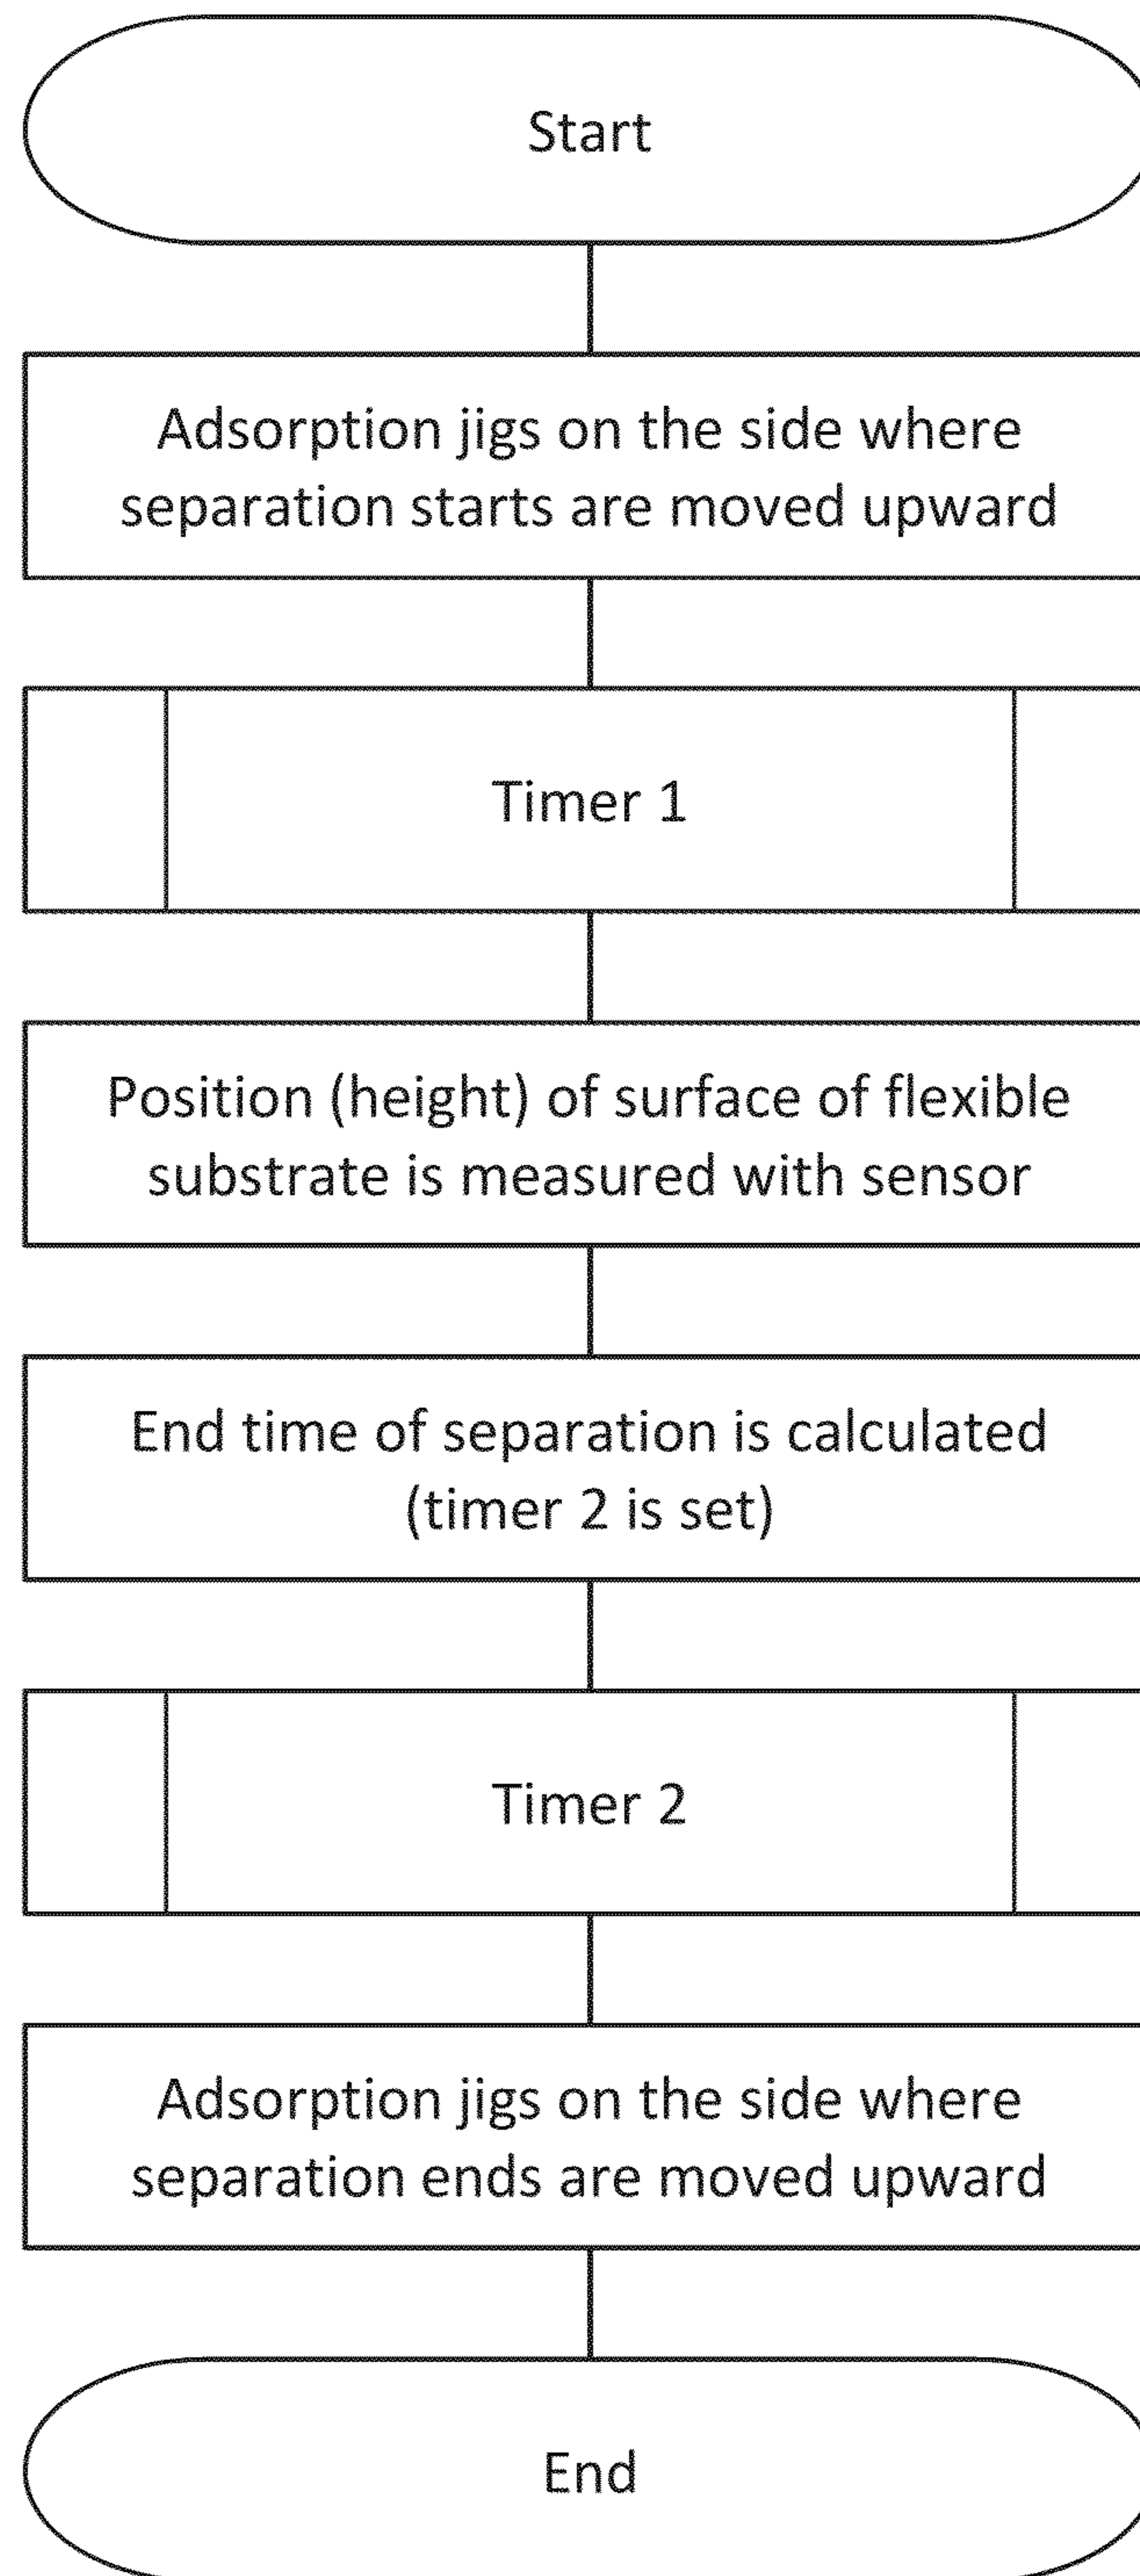 Start
Adsorption jigs on the side where
separation starts are moved upward
Timer 1
Position (height) of surface of flexible
substrate is measured with sensor
End time of separation is calculated
(timer 2 is set)
Timer 2
Adsorption jigs on the side where
separation ends are moved upward
End